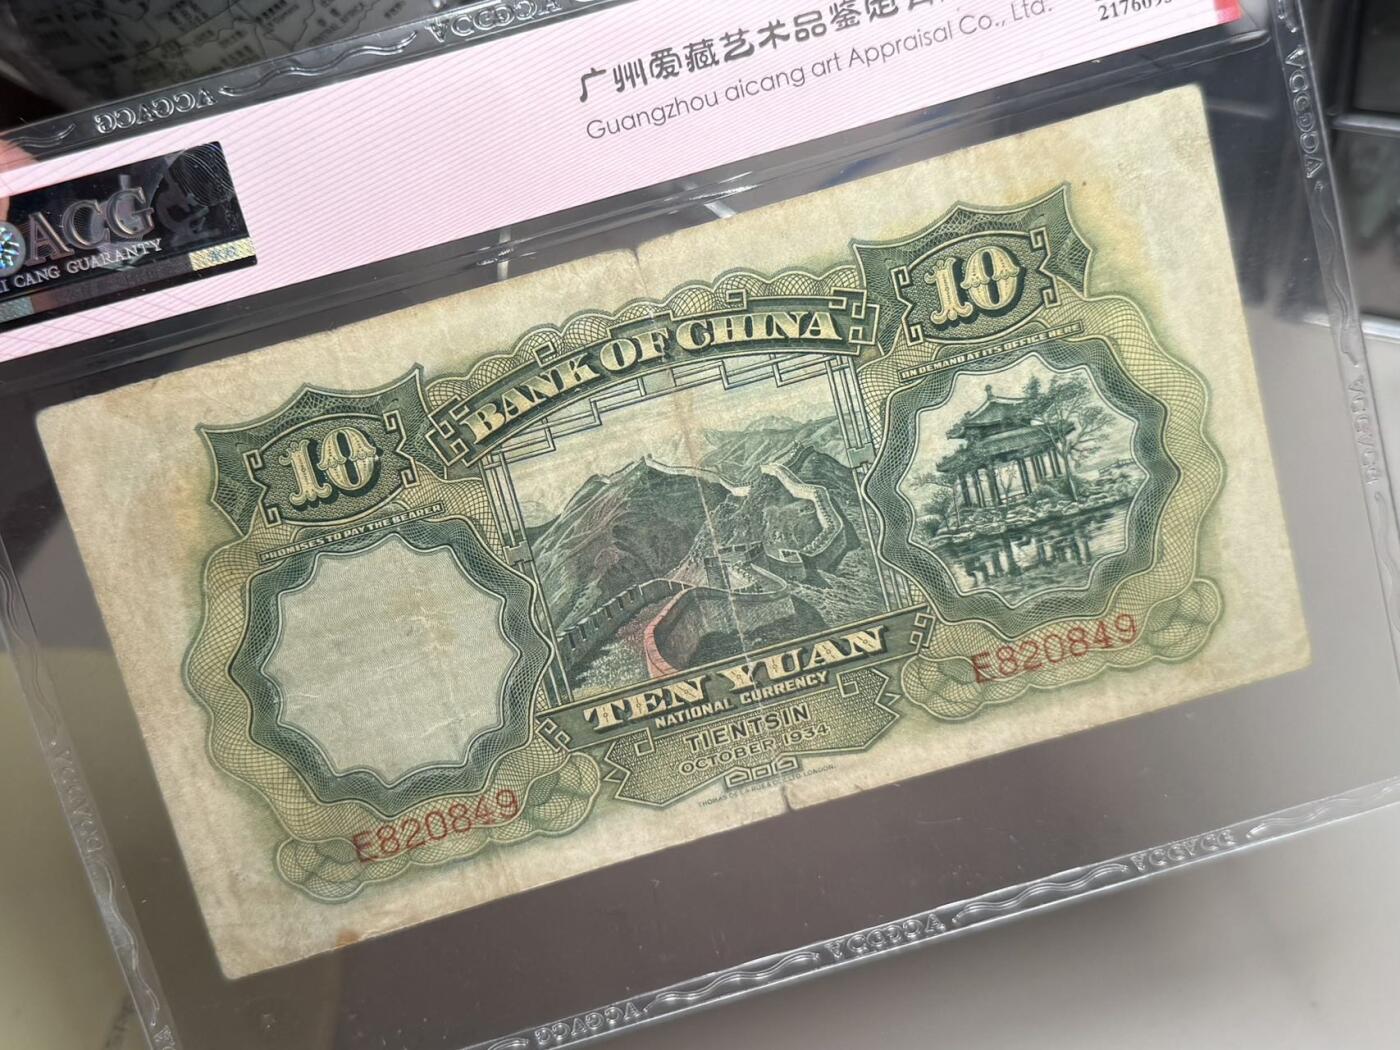 广州爱藏艺术品鉴定
Guangzhou aicang art Appraisal Co., Ltd.
ACG
CANG GUARANTY
BANK OF CHINA
10
10
PROMISES TO PAY THE BEARER
ON DEMAND AT ITS OFFICE HERE
TEN YUAN
NATIONAL CURRENCY
TIENTSIN
OCTOBER 1934
E820849
E820849